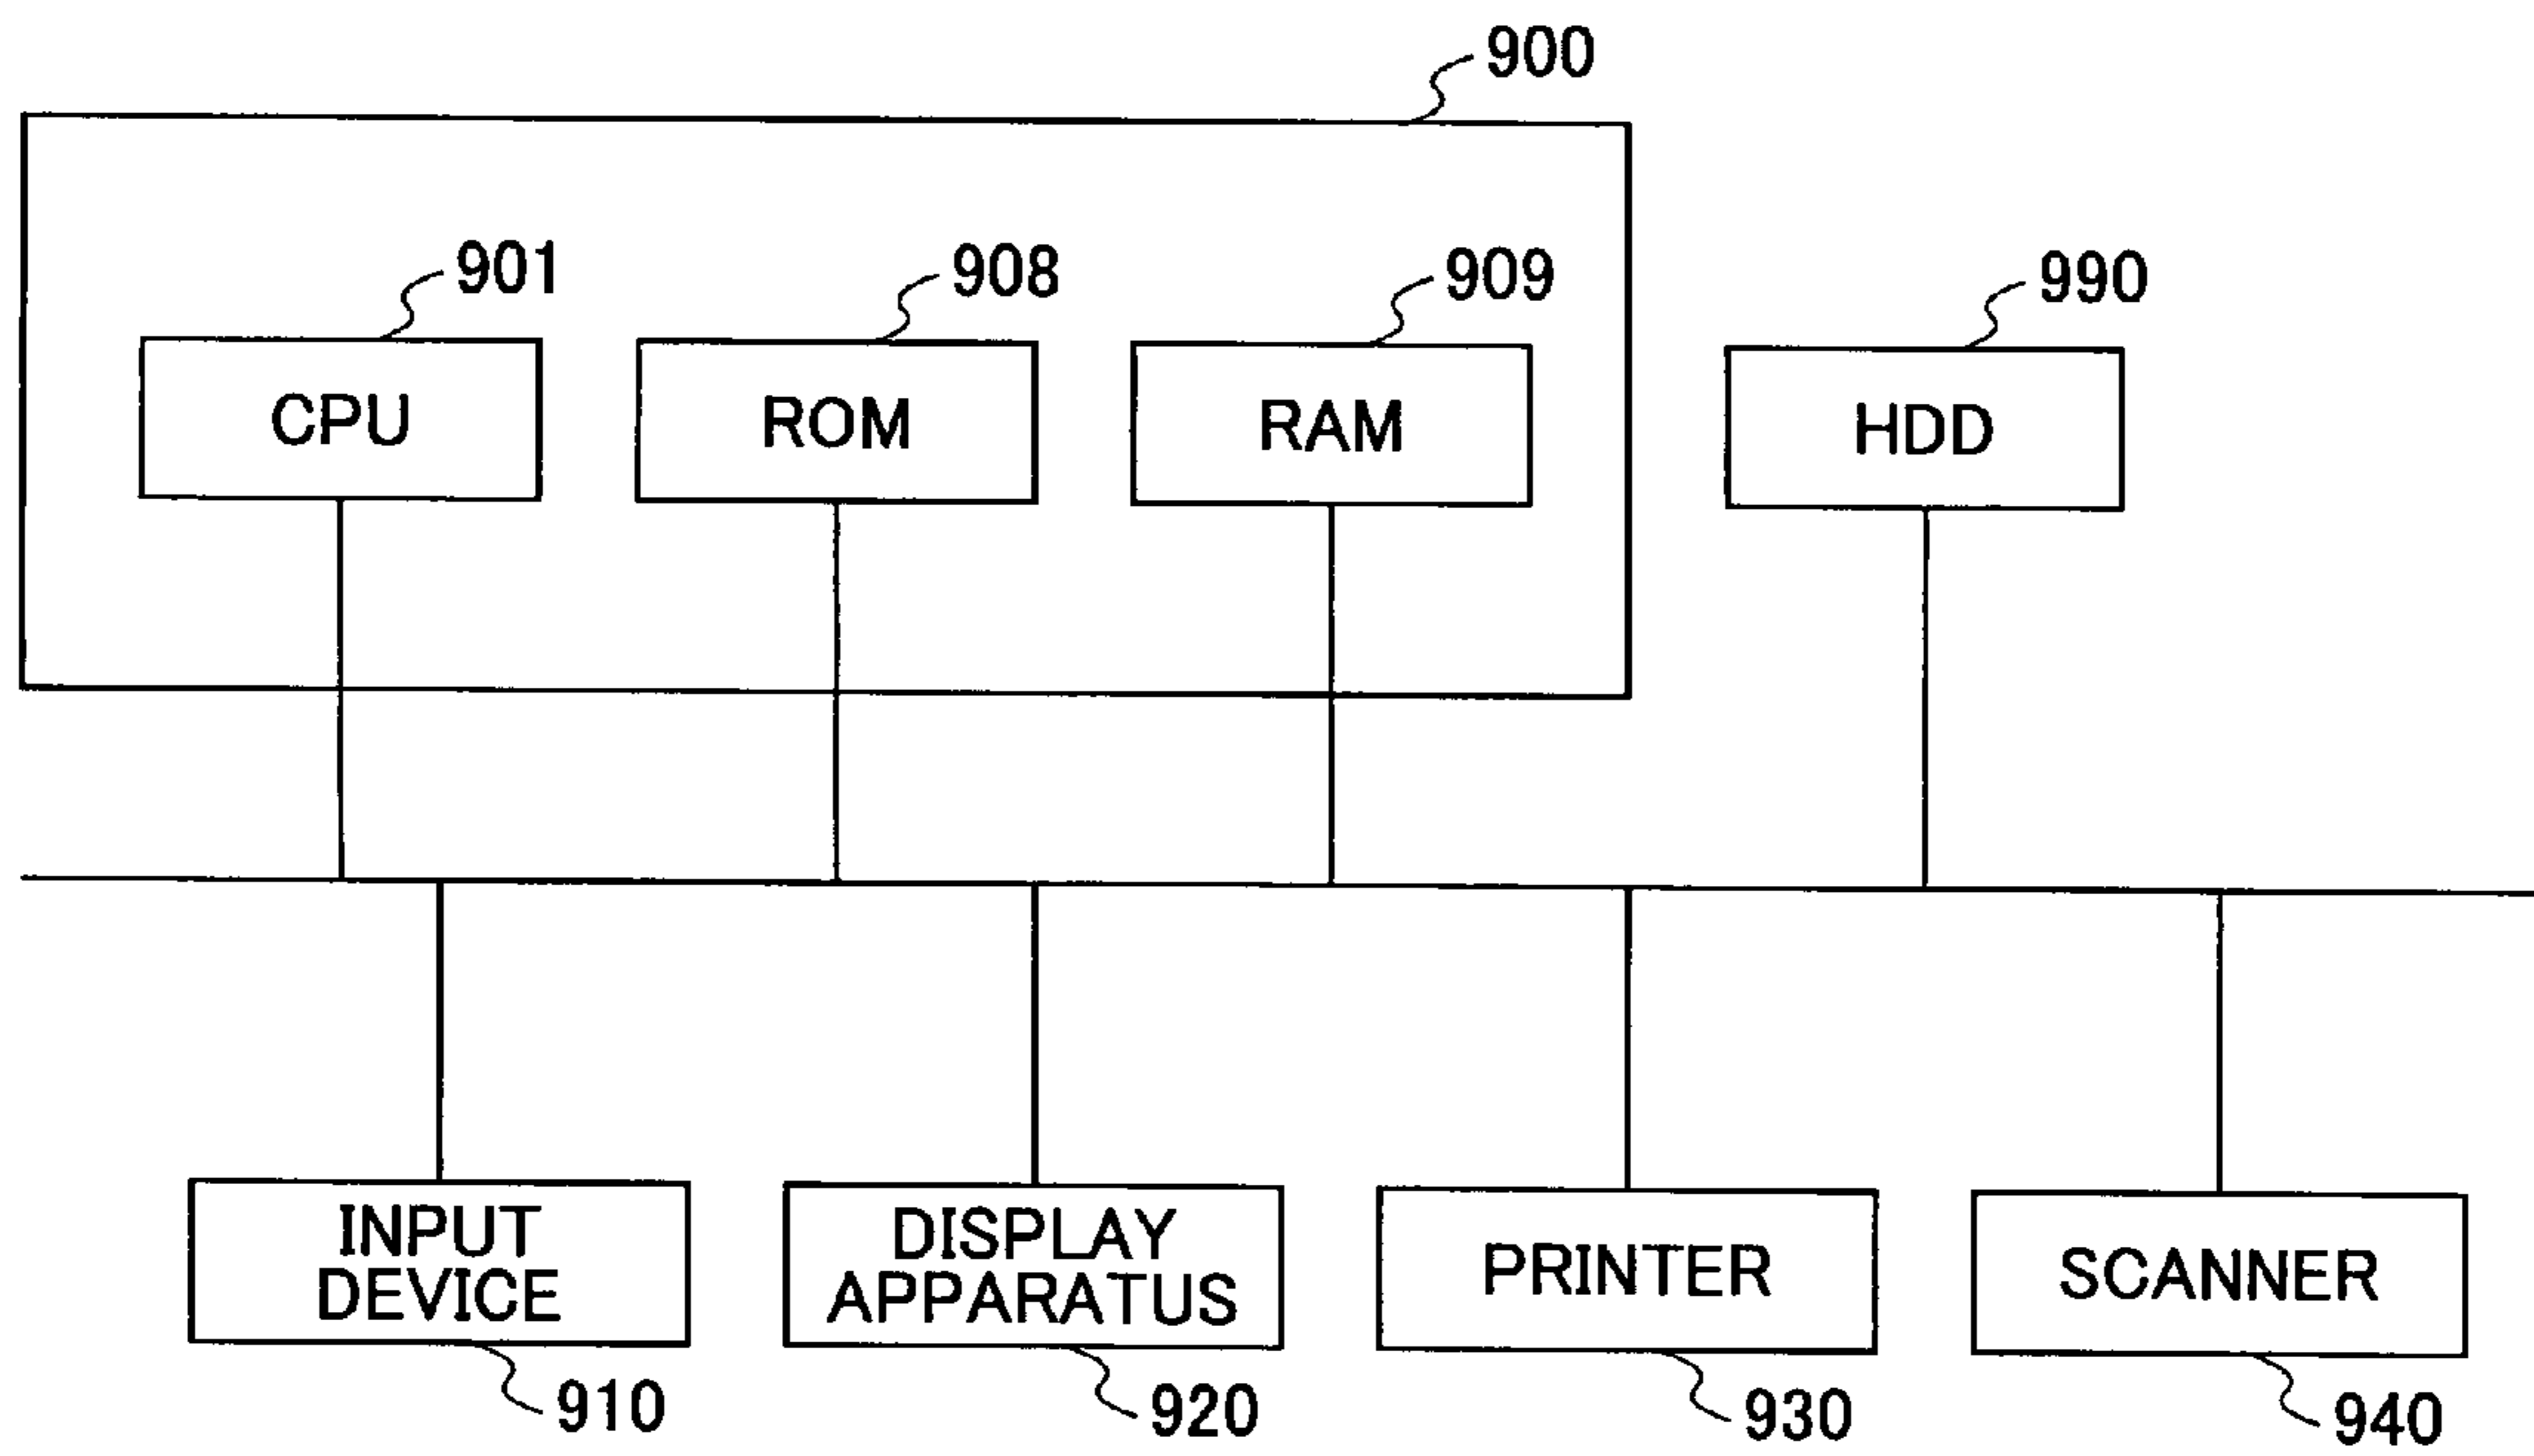 900
901
908
909
990
CPU
ROM
RAM
HDD
INPUT
DEVICE
DISPLAY
APPARATUS
PRINTER
SCANNER
910
920
930
940